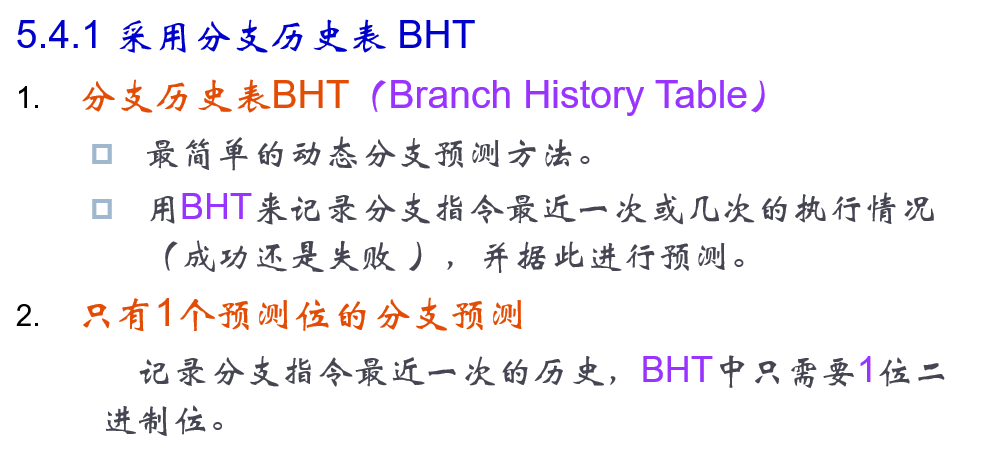 5.4.1 采用分支历史表 BHT
1. 分支历史表BHT（Branch History Table）
最简单的动态分支预测方法。
用BHT来记录分支指令最近一次或几次的执行情况
（成功还是失败 ），并据此进行预测。
2. 只有1个预测位的分支预测
记录分支指令最近一次的历史，BHT中只需要1位二
进制位。